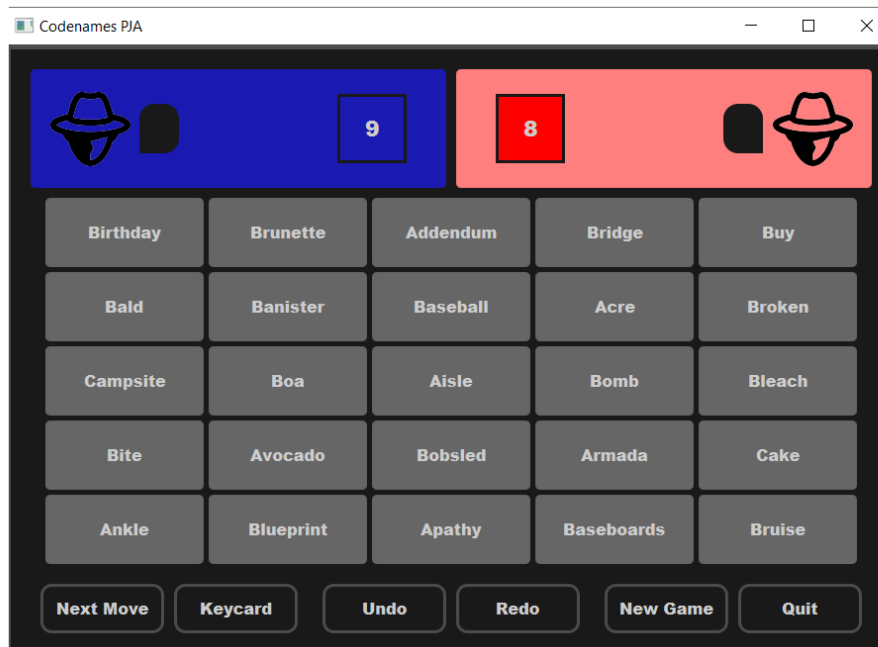 Codenames PJA
9 8
Birthday Brunette Addendum Bridge Buy
Bald Banister Baseball Acre Broken
Campsite Boa Aisle Bomb Bleach
Bite Avocado Bobsled Armada Cake
Ankle Blueprint Apathy Baseboards Bruise
Next Move Keycard Undo Redo New Game Quit